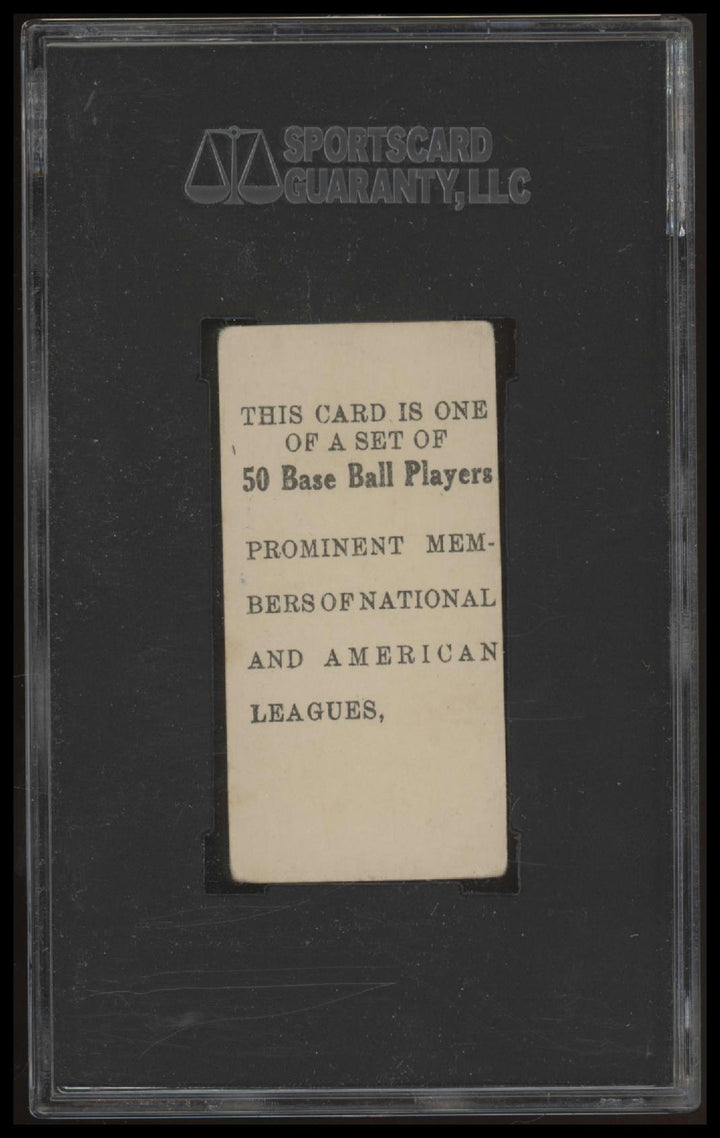 SPORTSCARD
GUARANTY, LLC
THIS CARD IS ONE
OF A SET OF
50 Base Ball Players
PROMINENT MEM-
BERS OF NATIONAL
AND AMERICAN
LEAGUES,